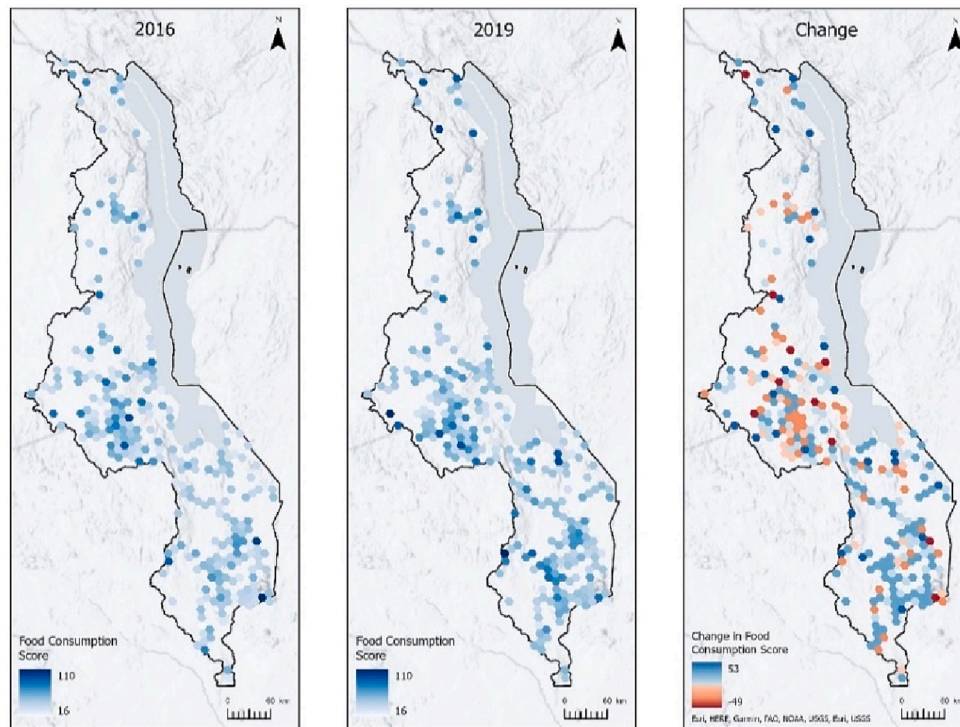 2016
N
Food Consumption
Score
110
16
0
60 km
2019
N
Food Consumption
Score
110
16
0
60 km
Change
N
Change in Food
Consumption Score
53
-49
0
60 km
Esri, HERE, Garmin, FAO, NOAA, USGS, Esri, USGS